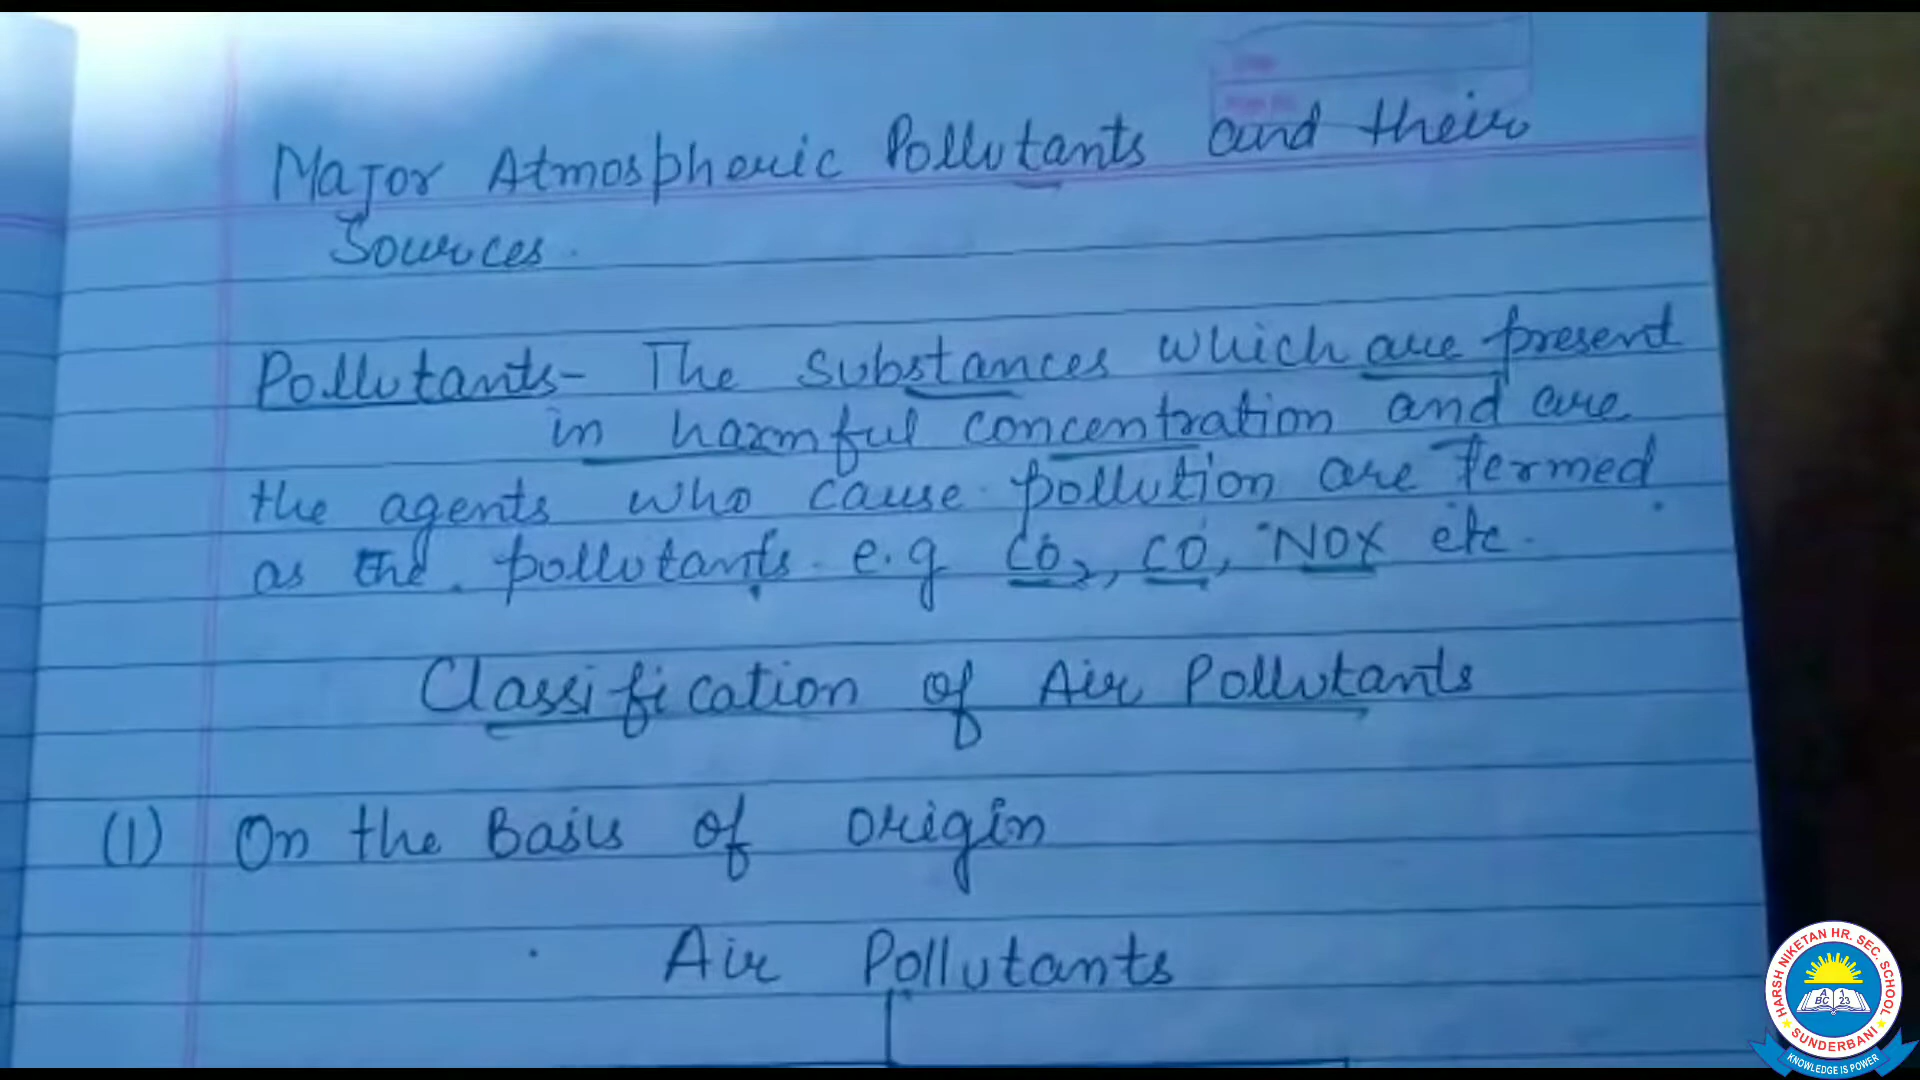 Major Atmospheric Pollutants and their
Sources.
Pollutants- The substances which are present
in harmful concentration and are
the agents who cause pollution are termed
as the pollutants. e.g CO₂, CO, NOX etc.
Classification of Air Pollutants
(1) On the Basis of origin
Air Pollutants
HARSH NIKETAN HR. SEC. SCHOOL
ABC 123
SUNDERBANI
KNOWLEDGE IS POWER